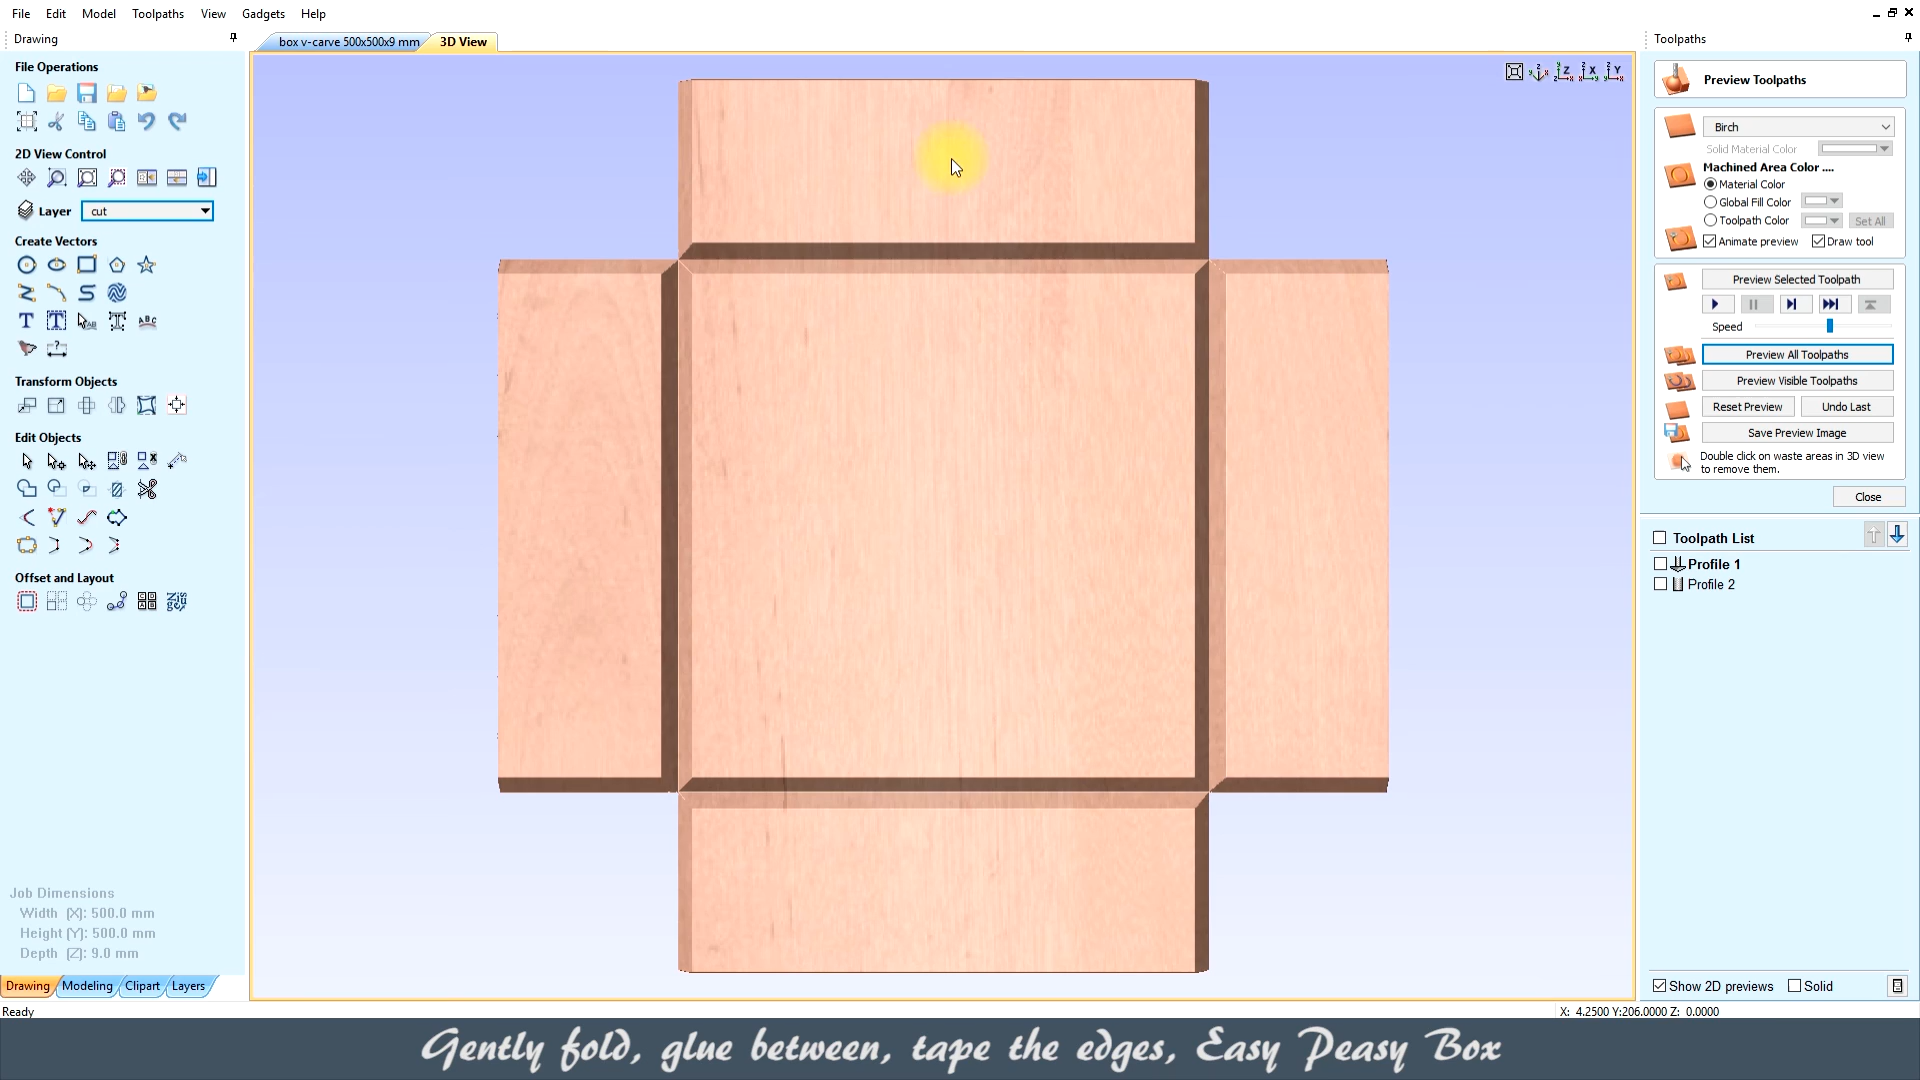 File Edit Model Toolpaths View Gadgets Help
Drawing
box v-carve 500x500x9 mm
3D View
Toolpaths
File Operations
2D View Control
Layer cut
Create Vectors
Transform Objects
Edit Objects
Offset and Layout
Job Dimensions
Width (X): 500.0 mm
Height (Y): 500.0 mm
Depth (Z): 9.0 mm
Drawing Modeling Clipart Layers
Ready
Preview Toolpaths
Birch
Solid Material Color
Machined Area Color ....
Material Color
Global Fill Color
Toolpath Color Set All
Animate preview Draw tool
Preview Selected Toolpath
Speed
Preview All Toolpaths
Preview Visible Toolpaths
Reset Preview Undo Last
Save Preview Image
Double click on waste areas in 3D view
to remove them.
Close
Toolpath List
Profile 1
Profile 2
Show 2D previews Solid
X: 4.2500 Y:206.0000 Z: 0.0000
Gently fold, glue between, tape the edges, Easy Peasy Box